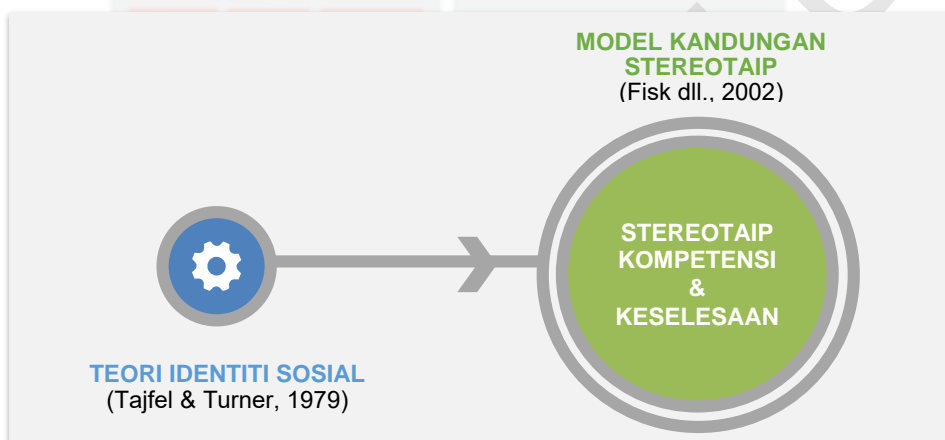 MODEL KANDUNGAN
STEREOTAIP
(Fisk dll., 2002)
STEREOTAIP
KOMPETENSI
&
KESELESAAN
TEORI IDENTITI SOSIAL
(Tajfel & Turner, 1979)